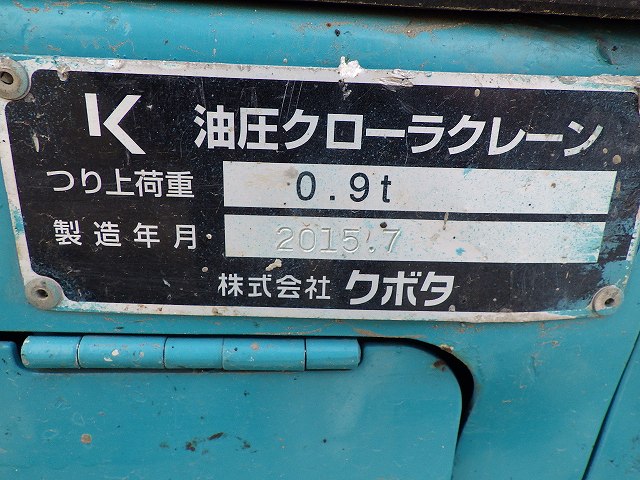 K 油圧クローラクレーン
つり上荷重 0.9t
製造年月 2015.7
株式会社 クボタ